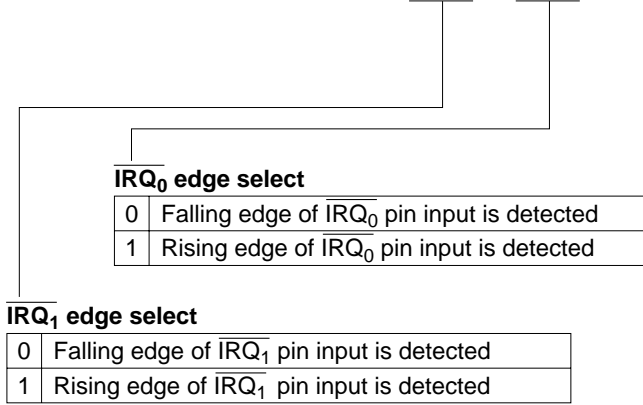 IRQ0 edge select
0 Falling edge of IRQ0 pin input is detected
1 Rising edge of IRQ0 pin input is detected
IRQ1 edge select
0 Falling edge of IRQ1 pin input is detected
1 Rising edge of IRQ1 pin input is detected